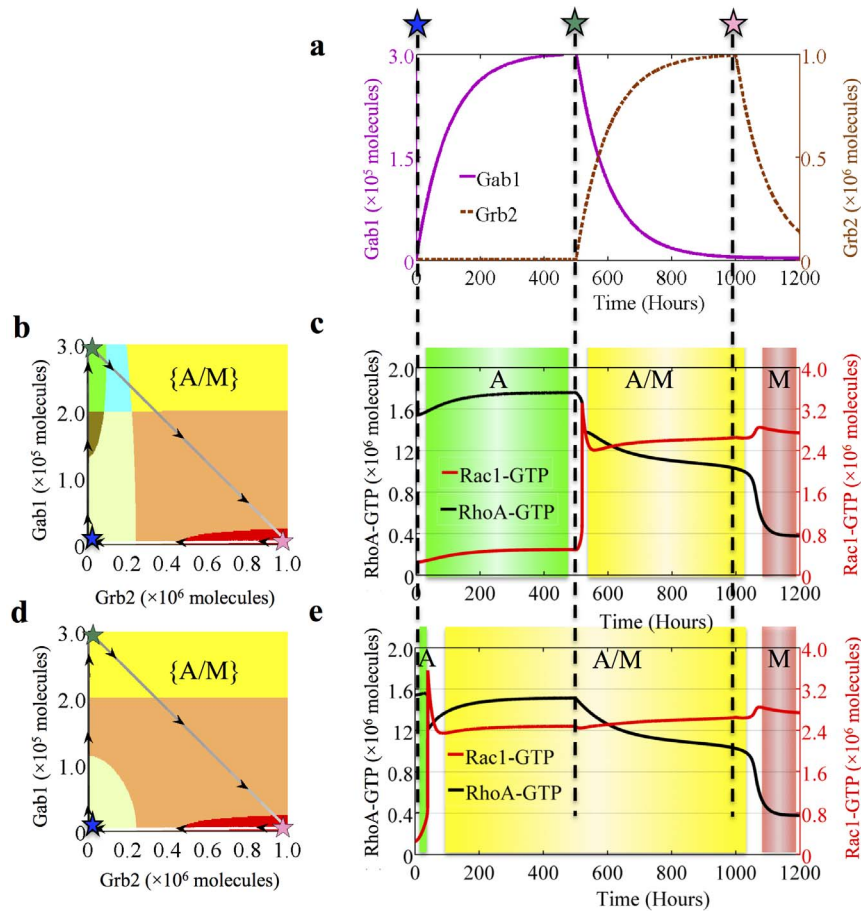 a
3.0
1.5
0
Gab1 (×10⁵ molecules)
Gab1
Grb2
1.0
0.5
0
Grb2 (×10⁶ molecules)
0 200 400 600 800 1000 1200
Time (Hours)
b
3.0
2.0
1.0
0
Gab1 (×10⁵ molecules)
{A/M}
0 0.2 0.4 0.6 0.8 1.0
Grb2 (×10⁶ molecules)
c
2.0
1.6
1.2
0.8
0.4
0
RhoA-GTP (×10⁶ molecules)
A A/M M
Rac1-GTP
RhoA-GTP
4.0
3.2
2.4
1.6
0.8
0
Rac1-GTP (×10⁶ molecules)
0 200 400 600 800 1000 1200
Time (Hours)
d
3.0
2.0
1.0
0
Gab1 (×10⁵ molecules)
{A/M}
0 0.2 0.4 0.6 0.8 1.0
Grb2 (×10⁶ molecules)
e
2.0
1.6
1.2
0.8
0.4
0
RhoA-GTP (×10⁶ molecules)
A A/M M
Rac1-GTP
RhoA-GTP
4.0
3.2
2.4
1.6
0.8
0
Rac1-GTP (×10⁶ molecules)
0 200 400 600 800 1000 1200
Time (Hours)